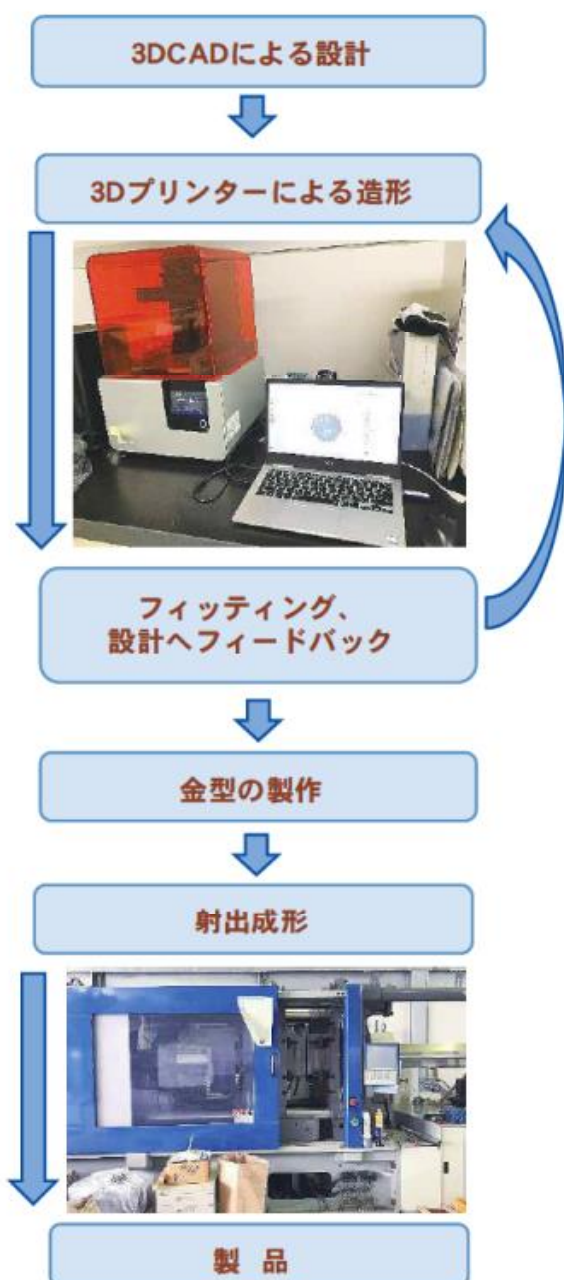 3DCADによる設計
3Dプリンターによる造形
フィッティング、
設計へフィードバック
金型の製作
射出成形
製 品